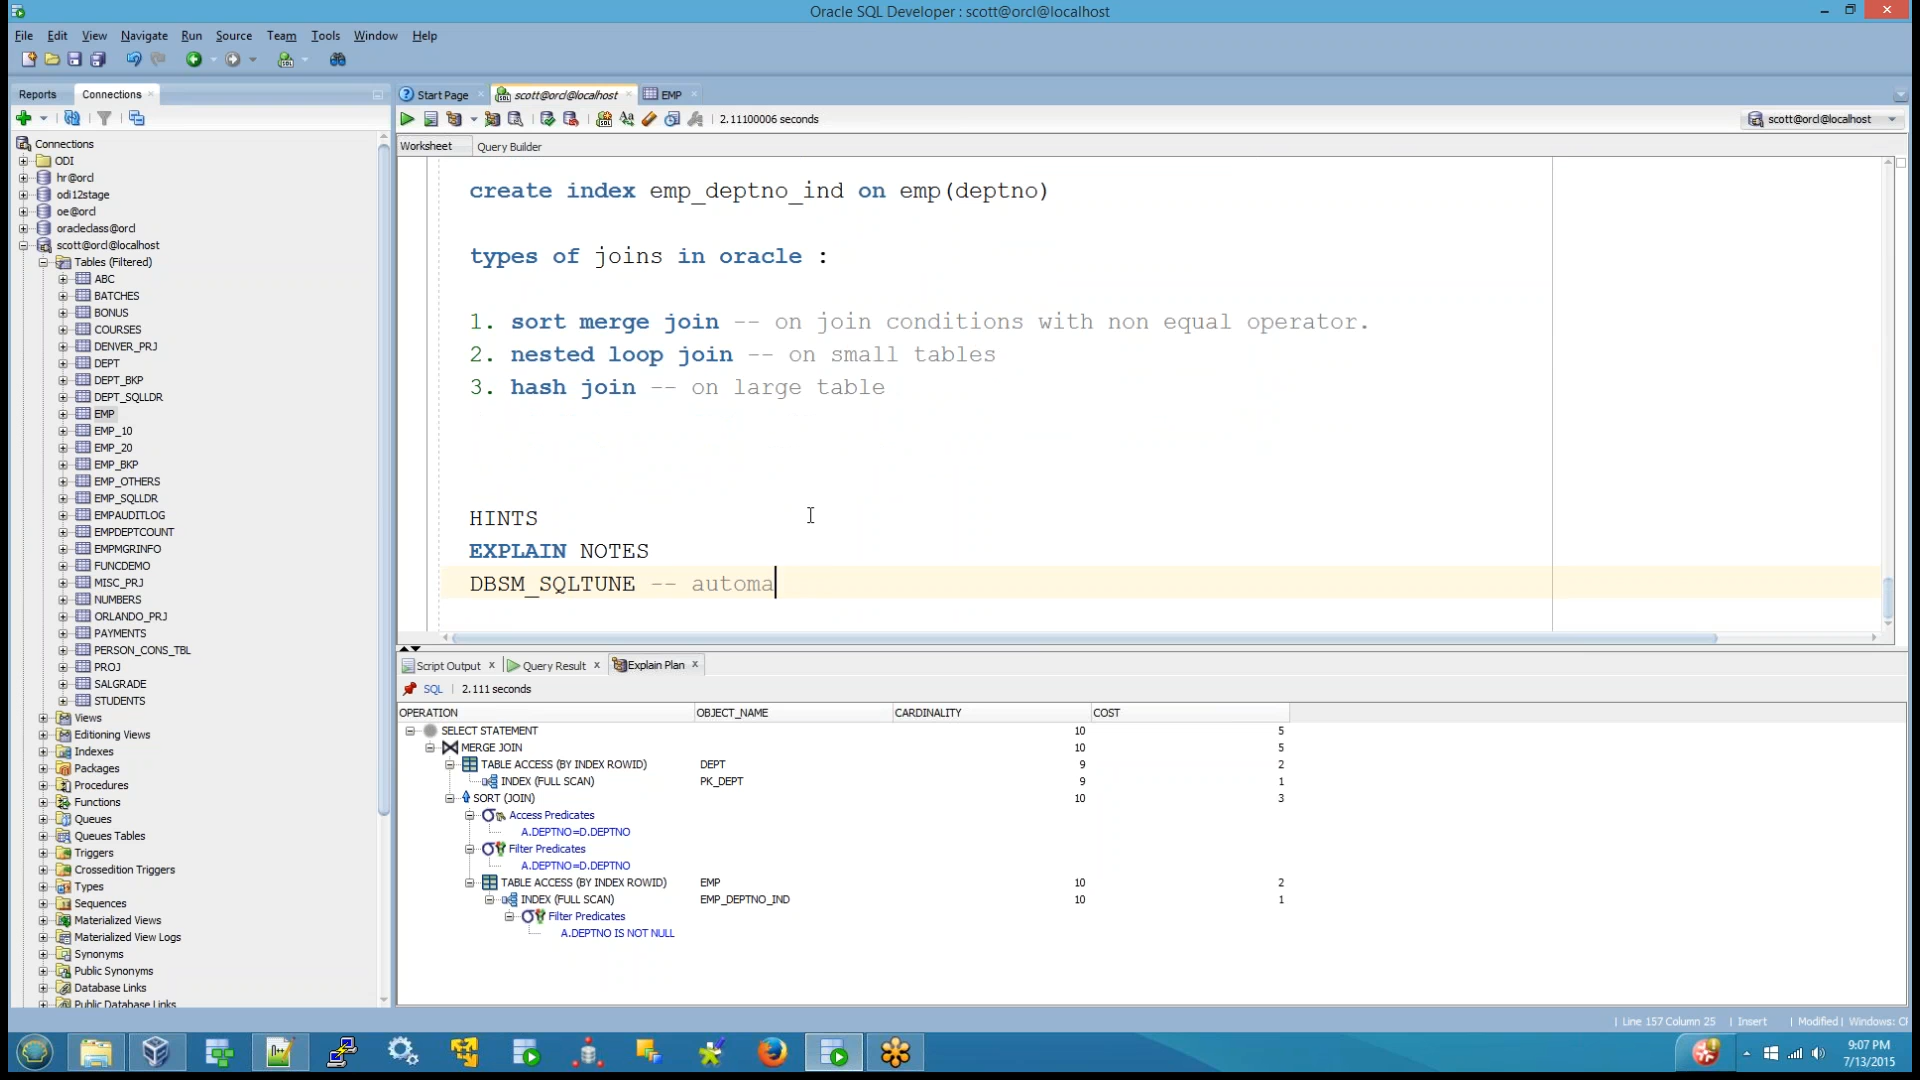 Oracle SQL Developer : scott@orcl@localhost
File Edit View Navigate Run Source Team Tools Window Help
Reports Connections
Start Page scott@orcl@localhost EMP
2.11100006 seconds scott@orcl@localhost
Worksheet Query Builder
Connections
ODI
hr@orcl
odi12stage
oe@orcl
oracleclass@orcl
scott@orcl@localhost
Tables (Filtered)
ABC
BATCHES
BONUS
COURSES
DENVER_PRJ
DEPT
DEPT_BKP
DEPT_SQLLDR
EMP
EMP_10
EMP_20
EMP_BKP
EMP_OTHERS
EMP_SQLLDR
EMPAUDITLOG
EMPDEPTCOUNT
EMPMGRINFO
FUNCDEMO
MISC_PRJ
NUMBERS
ORLANDO_PRJ
PAYMENTS
PERSON_CONS_TBL
PROJ
SALGRADE
STUDENTS
Views
Editioning Views
Indexes
Packages
Procedures
Functions
Queues
Queues Tables
Triggers
Crossedition Triggers
Types
Sequences
Materialized Views
Materialized View Logs
Synonyms
Public Synonyms
Database Links
Public Database Links
create index emp_deptno_ind on emp(deptno)
types of joins in oracle :
1. sort merge join -- on join conditions with non equal operator.
2. nested loop join -- on small tables
3. hash join -- on large table
HINTS
EXPLAIN NOTES
DBSM_SQLTUNE -- automa
Script Output Query Result Explain Plan
SQL 2.111 seconds
OPERATION OBJECT_NAME CARDINALITY COST
SELECT STATEMENT 10 5
MERGE JOIN 10 5
TABLE ACCESS (BY INDEX ROWID) DEPT 9 2
INDEX (FULL SCAN) PK_DEPT 9 1
SORT (JOIN) 10 3
Access Predicates
A.DEPTNO=D.DEPTNO
Filter Predicates
A.DEPTNO=D.DEPTNO
TABLE ACCESS (BY INDEX ROWID) EMP 10 2
INDEX (FULL SCAN) EMP_DEPTNO_IND 10 1
Filter Predicates
A.DEPTNO IS NOT NULL
Line 157 Column 25 Insert Modified Windows: C
9:07 PM
7/13/2015